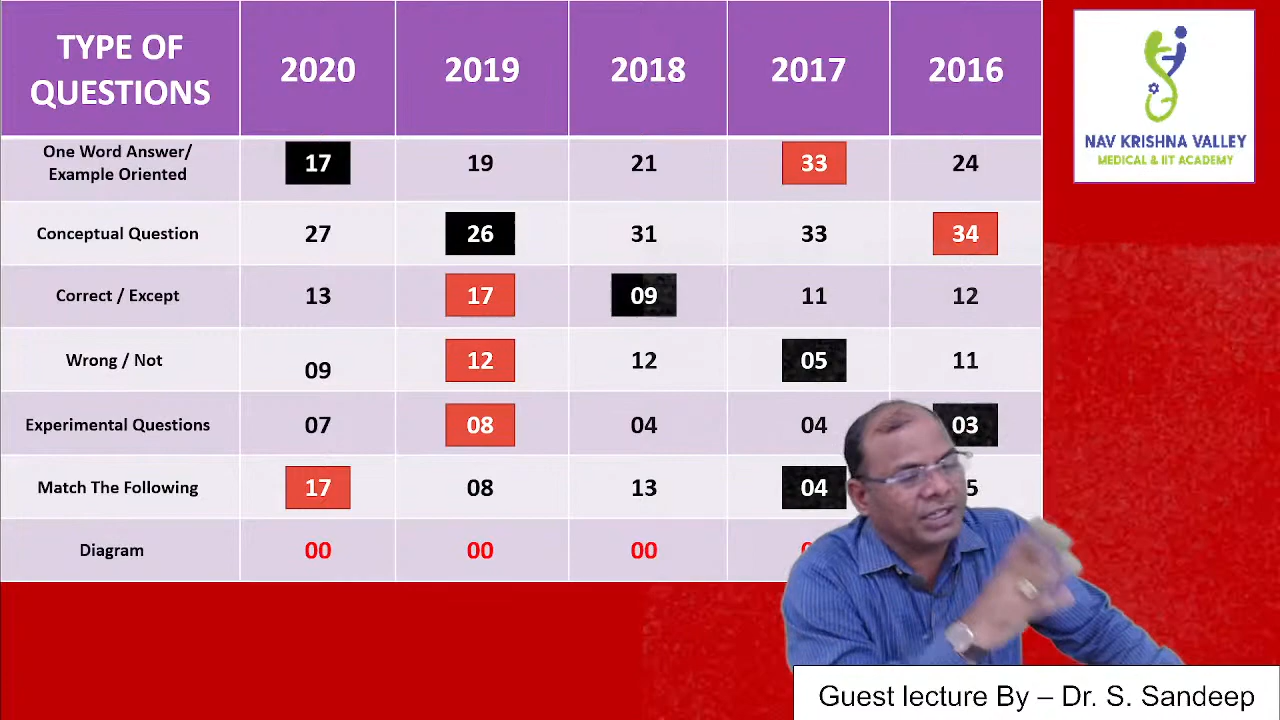 TYPE OF
QUESTIONS
2020
2019
2018
2017
2016
One Word Answer/
Example Oriented
17
19
21
33
24
Conceptual Question
27
26
31
33
34
Correct / Except
13
17
09
11
12
Wrong / Not
09
12
12
05
11
Experimental Questions
07
08
04
04
03
Match The Following
17
08
13
04
5
Diagram
00
00
00
NAV KRISHNA VALLEY
MEDICAL & IIT ACADEMY
Guest lecture By – Dr. S. Sandeep